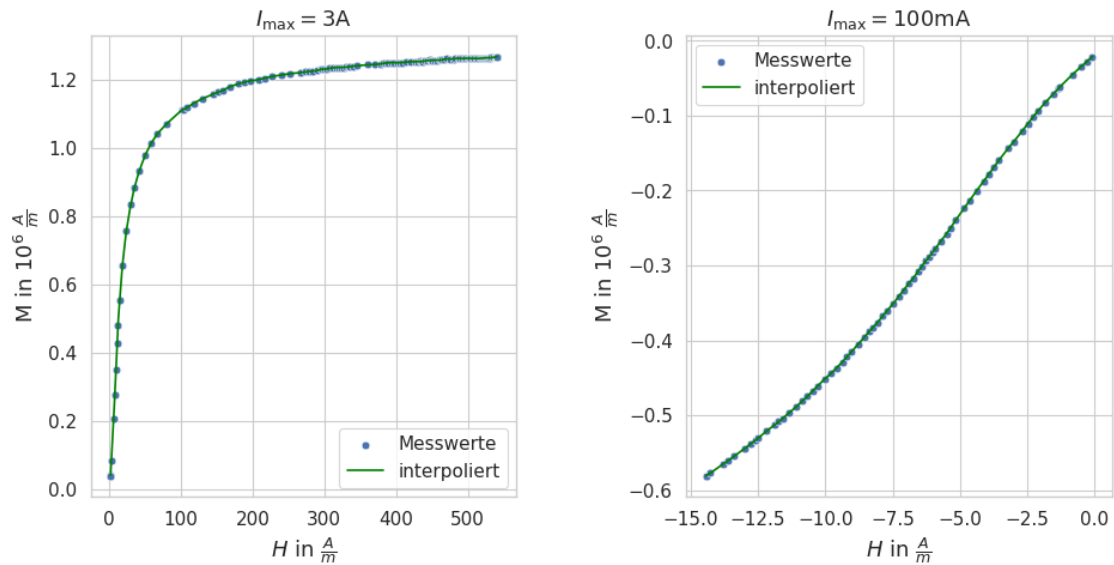 I_max = 3A
1.2
1.0
0.8
0.6
0.4
0.2
0.0
M in 10^6 A/m
Messwerte
interpoliert
0 100 200 300 400 500
H in A/m
I_max = 100mA
0.0
−0.1
−0.2
−0.3
−0.4
−0.5
−0.6
M in 10^6 A/m
Messwerte
interpoliert
−15.0 −12.5 −10.0 −7.5 −5.0 −2.5 0.0
H in A/m